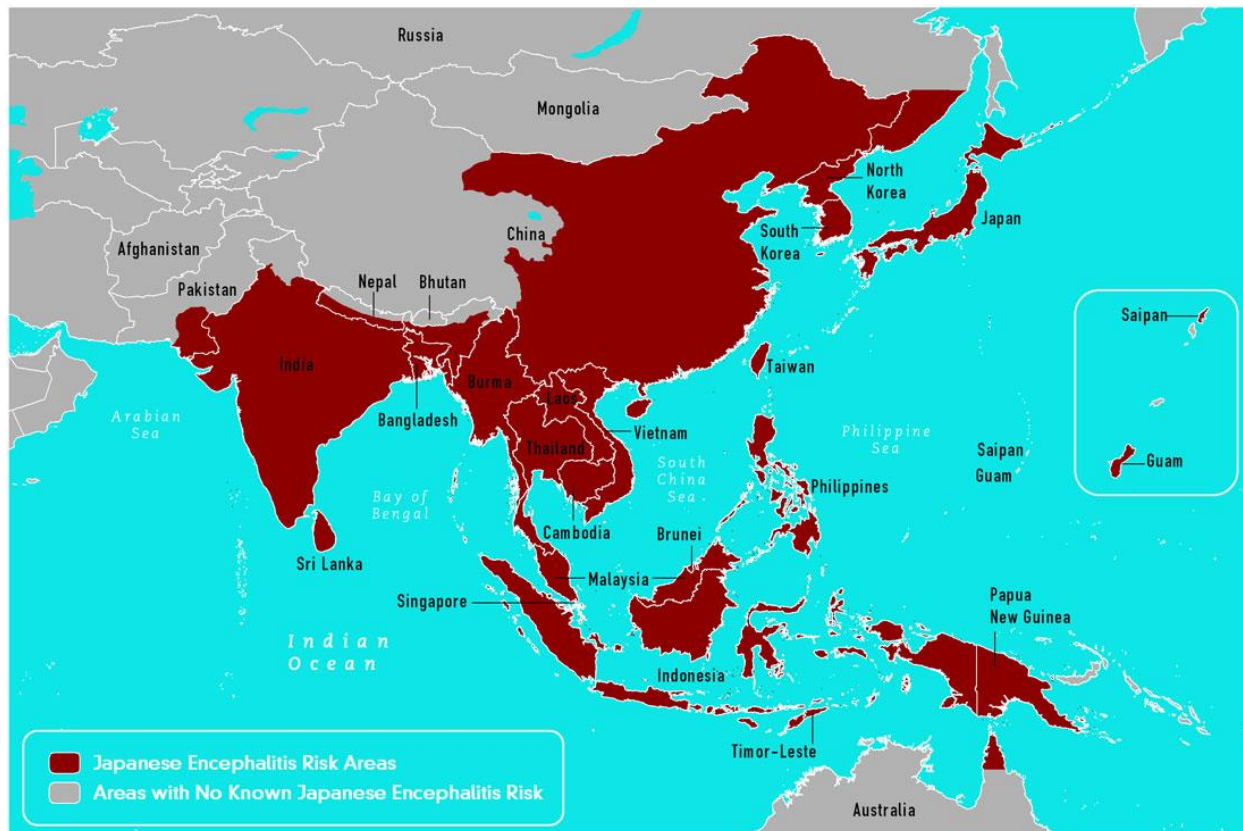 Russia
Mongolia
North
Korea
China
South
Korea
Japan
Afghanistan
Pakistan
Nepal
Bhutan
Saipan
India
Burma
Laos
Taiwan
Arabian
Sea
Bangladesh
Thailand
Vietnam
Philippine
Sea
Saipan
Guam
Guam
Bay of
Bengal
South
China
Sea
Philippines
Cambodia
Brunei
Sri Lanka
Malaysia
Singapore
Papua
New Guinea
Indian
Ocean
Indonesia
Timor-Leste
Japanese Encephalitis Risk Areas
Areas with No Known Japanese Encephalitis Risk
Australia